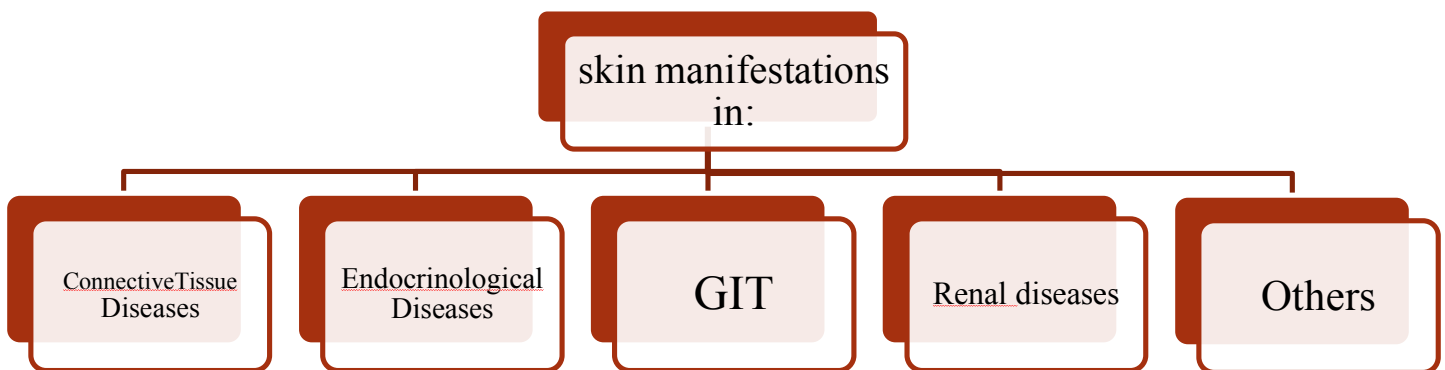 skin manifestations
in:
ConnectiveTissue
Diseases
Endocrinological
Diseases
GIT
Renal diseases
Others